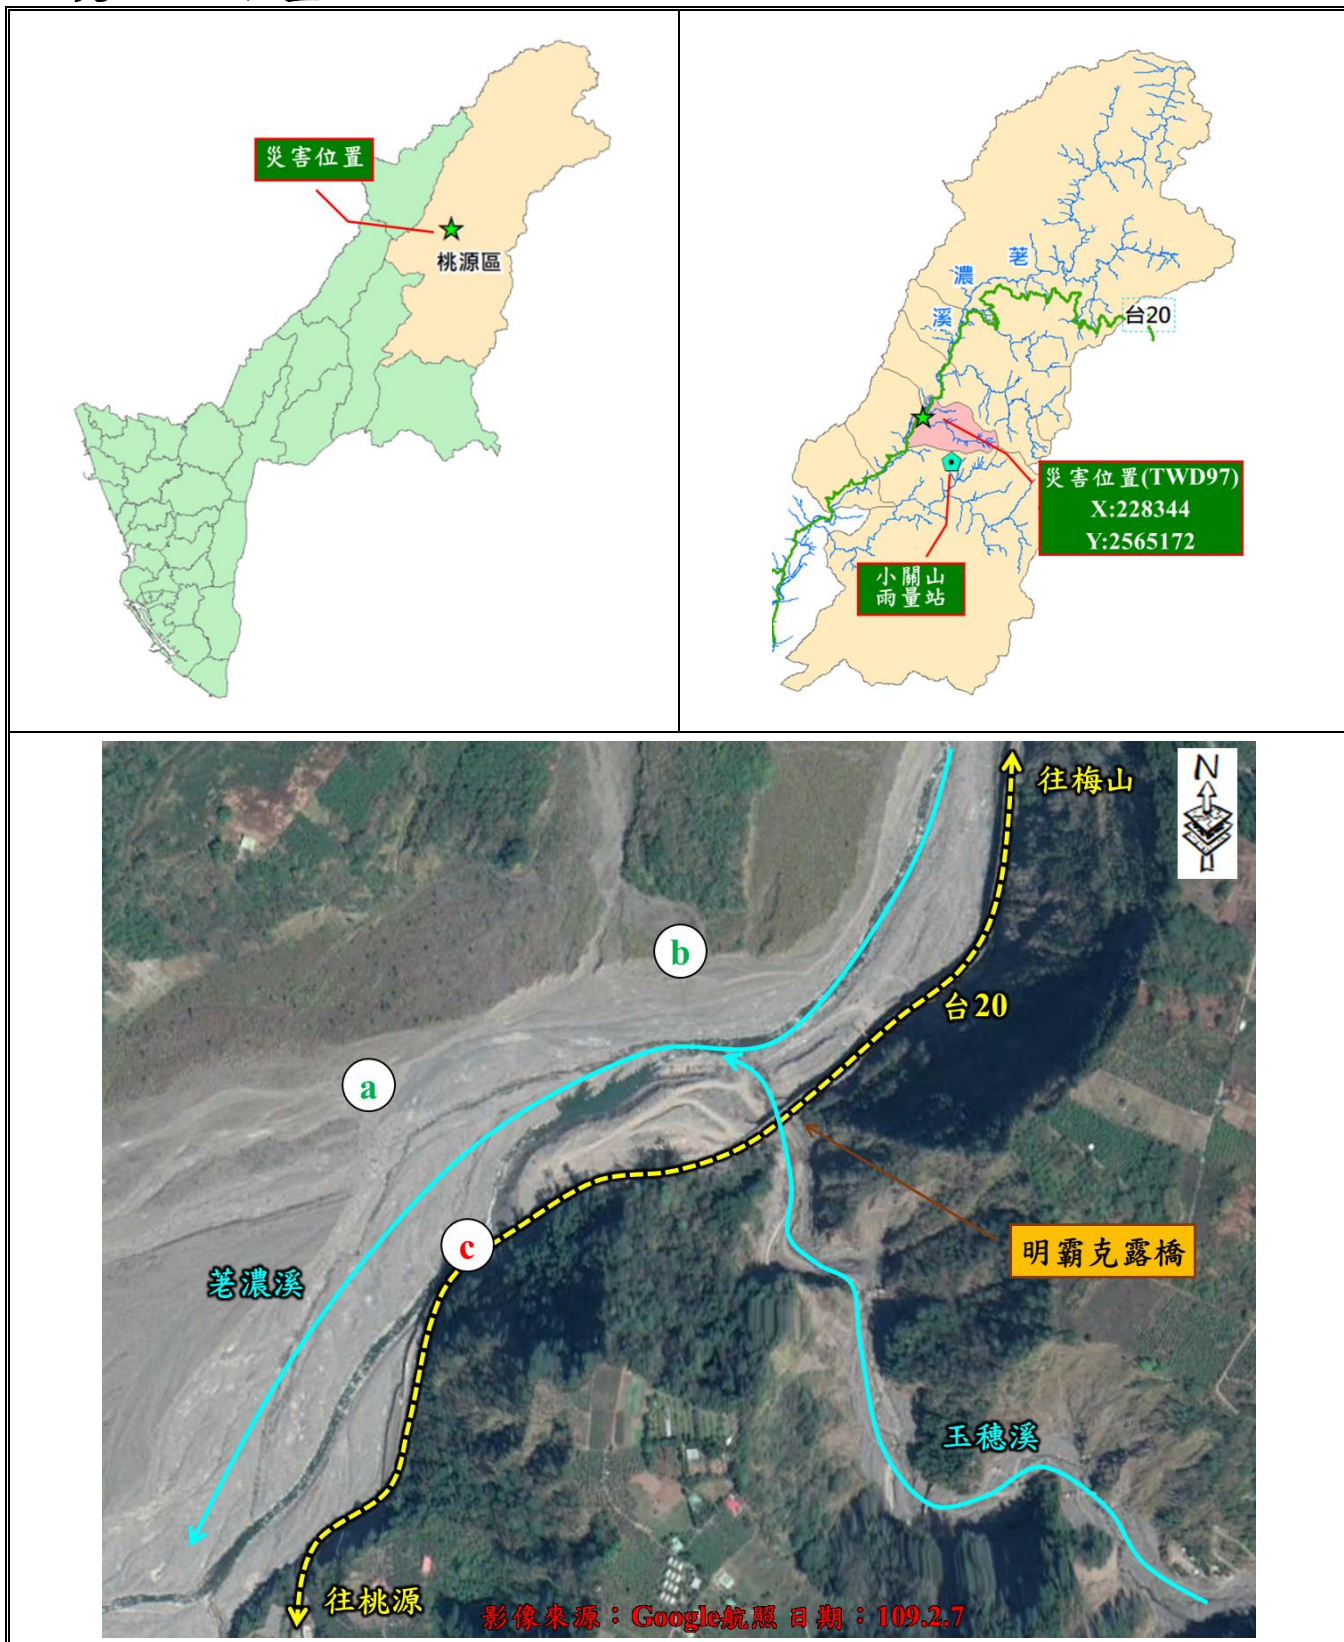 災害位置
桃源區
荖
濃
溪
台20
災害位置(TWD97)
X:228344
Y:2565172
小關山
雨量站
N
往梅山
b
台20
a
c
明霸克露橋
荖濃溪
玉穗溪
往桃源
影像來源：Google航照日期：109.2.7